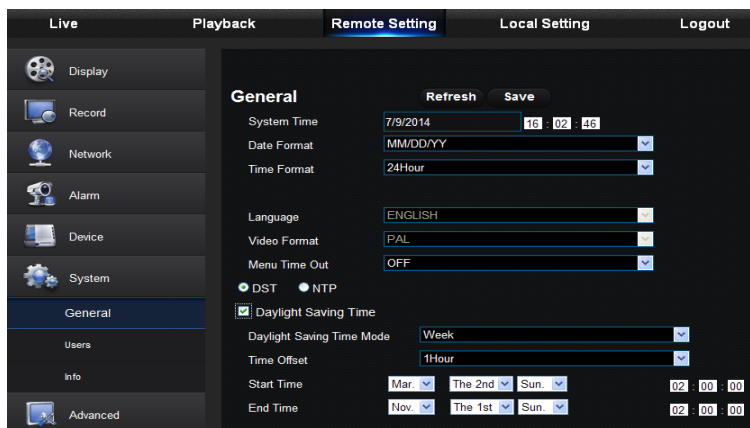 Live Playback Remote Setting Local Setting Logout
Display
Record
Network
Alarm
Device
System
General
Users
Info
Advanced
General Refresh Save
System Time 7/9/2014 16 : 02 : 46
Date Format MM/DD/YY
Time Format 24Hour
Language ENGLISH
Video Format PAL
Menu Time Out OFF
DST NTP
Daylight Saving Time
Daylight Saving Time Mode Week
Time Offset 1Hour
Start Time Mar. The 2nd Sun. 02 : 00 : 00
End Time Nov. The 1st Sun. 02 : 00 : 00